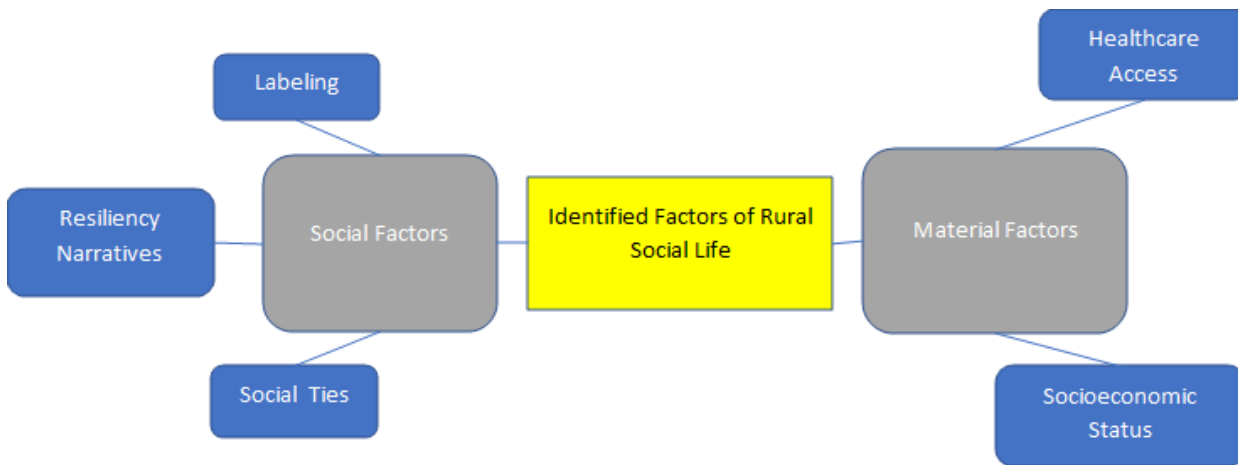 Healthcare
Access
Labeling
Resiliency
Narratives
Social Factors
Identified Factors of Rural
Social Life
Material Factors
Social Ties
Socioeconomic
Status